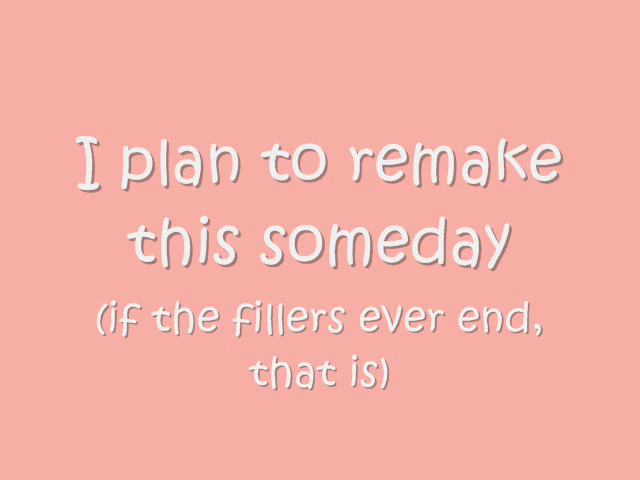 I plan to remake
this someday
(if the fillers ever end,
that is)